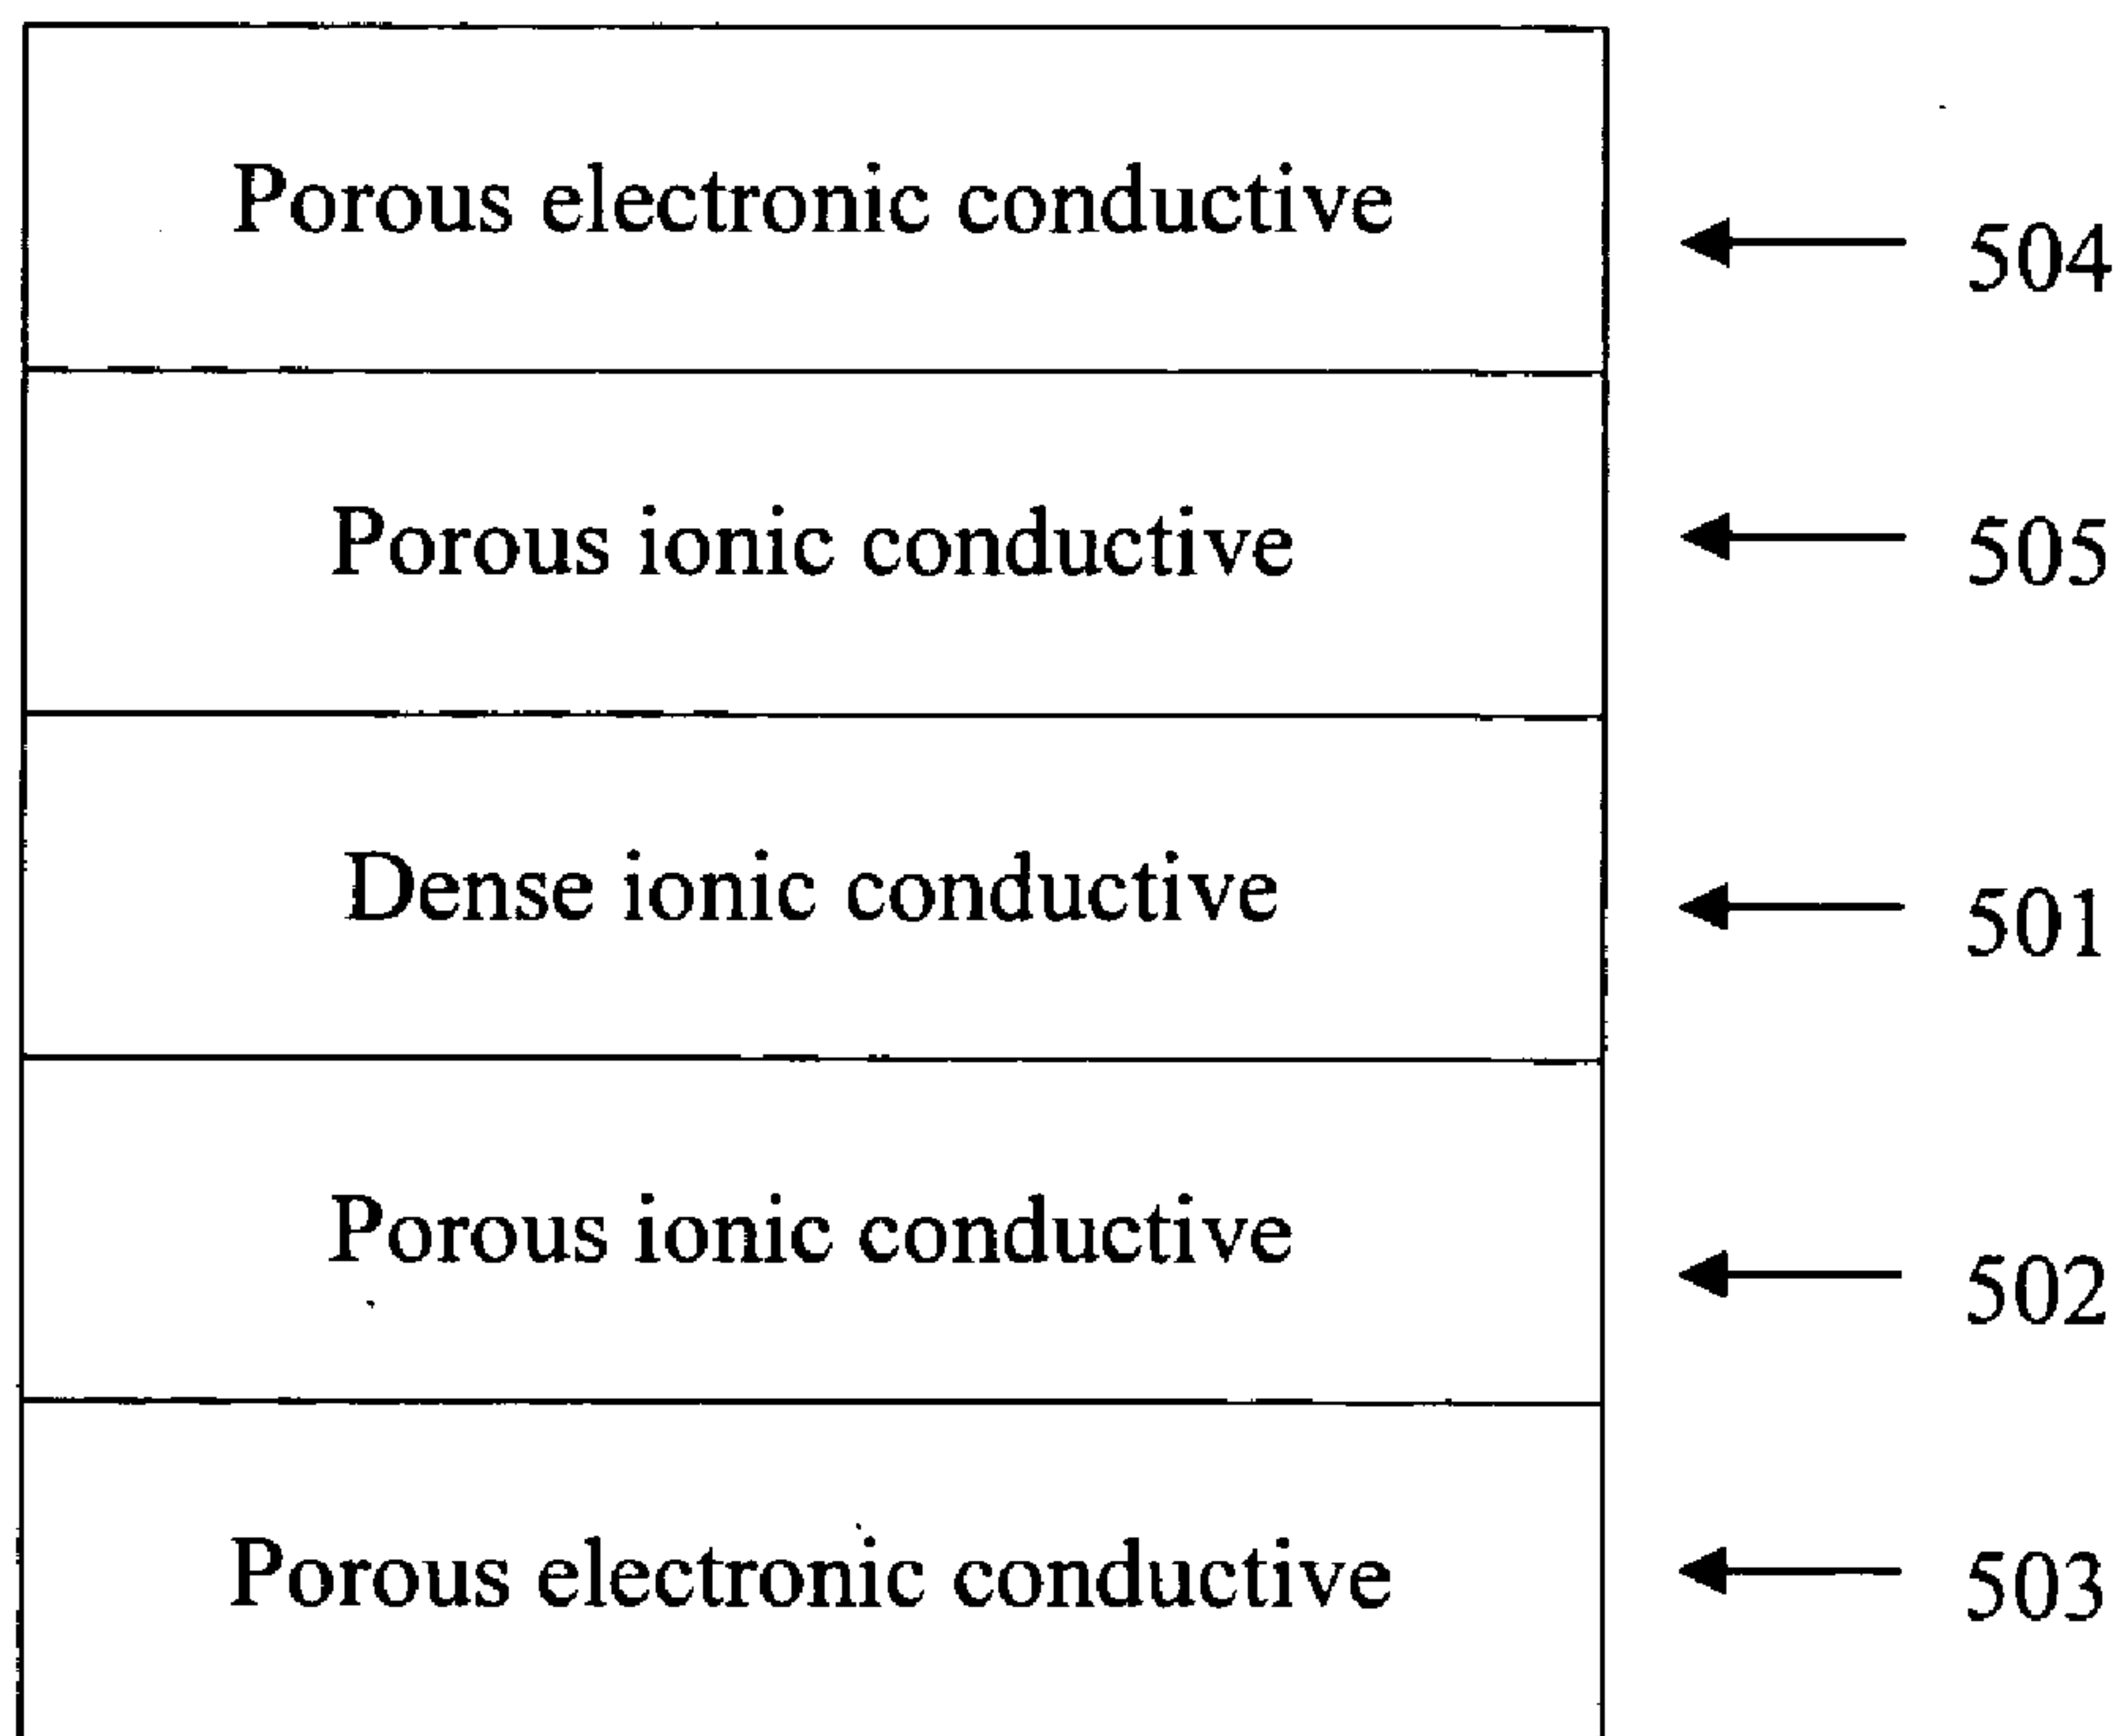 Porous electronic conductive
504
Porous ionic conductive
505
Dense ionic conductive
501
Porous ionic conductive
502
Porous electronic conductive
503